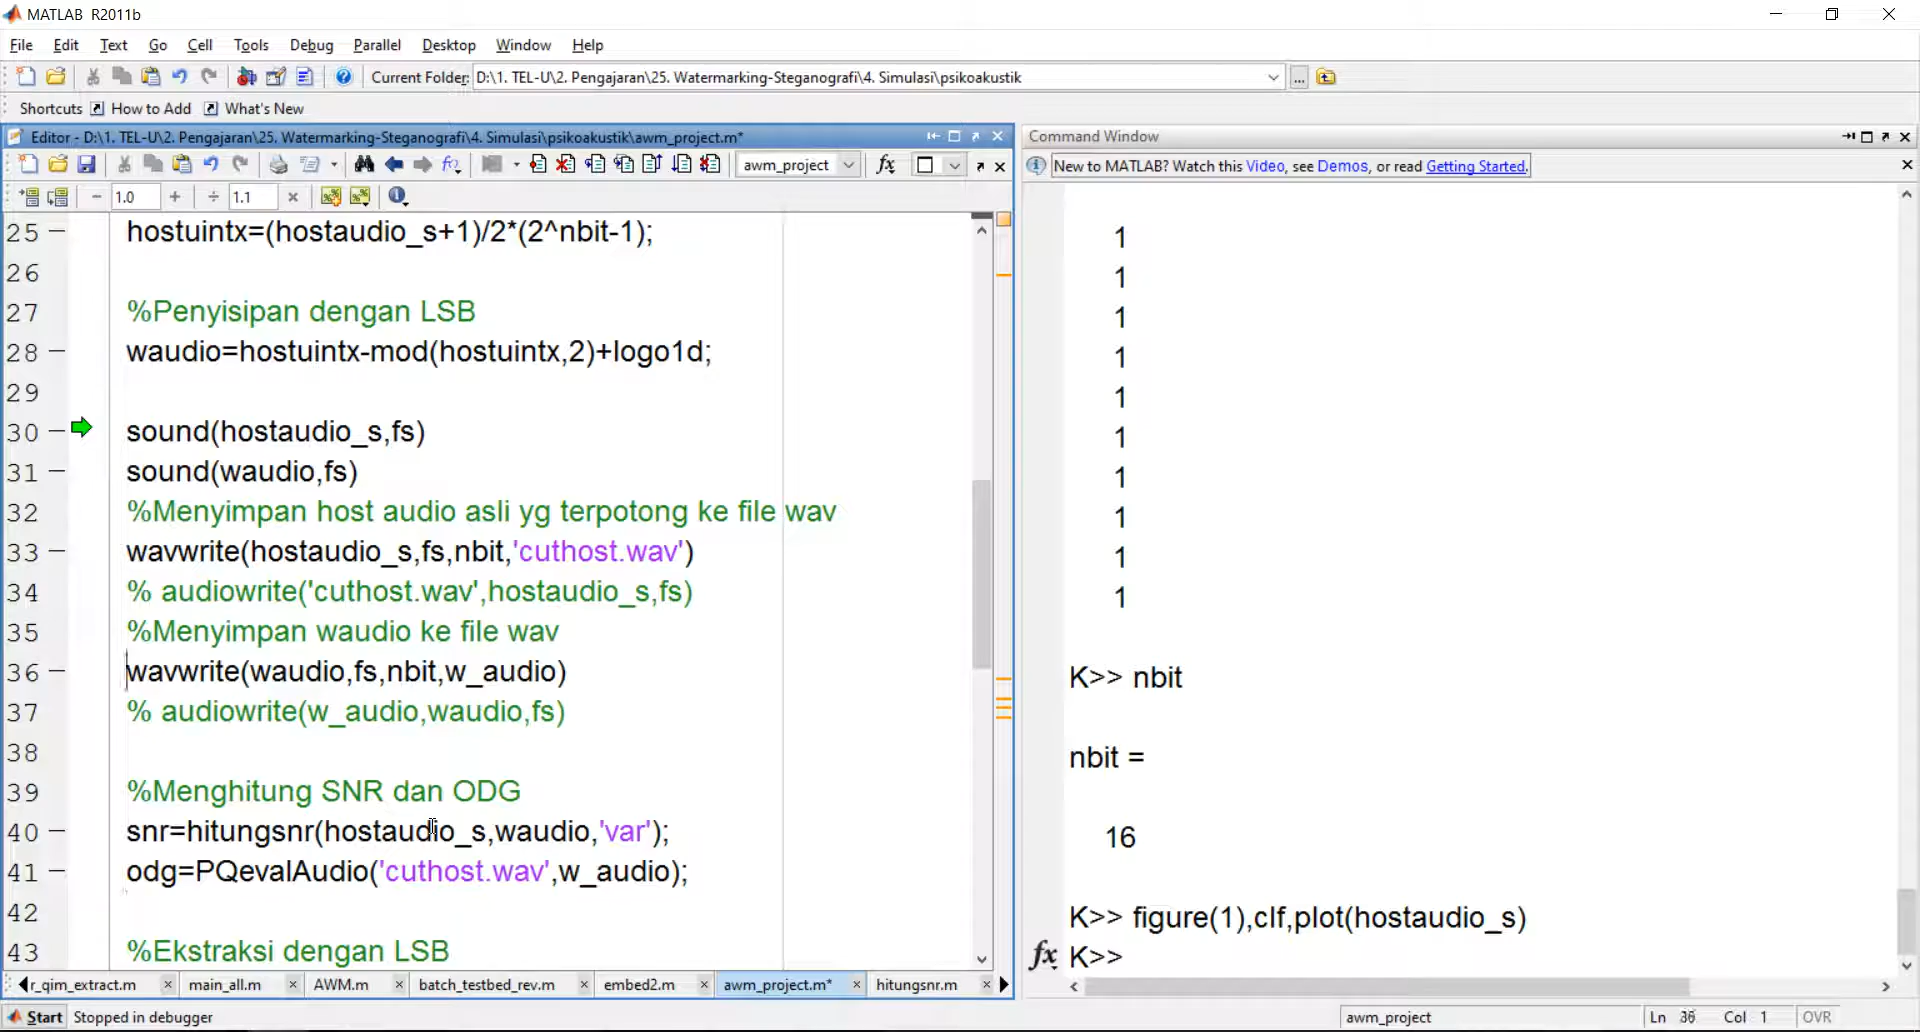 MATLAB R2011b
File Edit Text Go Cell Tools Debug Parallel Desktop Window Help
Current Folder: D:\1. TEL-U\2. Pengajaran\25. Watermarking-Steganografi\4. Simulasi\psikoakustik
Shortcuts How to Add What's New
Editor - D:\1. TEL-U\2. Pengajaran\25. Watermarking-Steganografi\4. Simulasi\psikoakustik\awm_project.m*
awm_project
1.0 1.1
25 hostuintx=(hostaudio_s+1)/2*(2^nbit-1);
26
27 %Penyisipan dengan LSB
28 waudio=hostuintx-mod(hostuintx,2)+logo1d;
29
30 sound(hostaudio_s,fs)
31 sound(waudio,fs)
32 %Menyimpan host audio asli yg terpotong ke file wav
33 wavwrite(hostaudio_s,fs,nbit,'cuthost.wav')
34 % audiowrite('cuthost.wav',hostaudio_s,fs)
35 %Menyimpan waudio ke file wav
36 wavwrite(waudio,fs,nbit,w_audio)
37 % audiowrite(w_audio,waudio,fs)
38
39 %Menghitung SNR dan ODG
40 snr=hitungsnr(hostaudio_s,waudio,'var');
41 odg=PQevalAudio('cuthost.wav',w_audio);
42
43 %Ekstraksi dengan LSB
r_qim_extract.m main_all.m AWM.m batch_testbed_rev.m embed2.m awm_project.m* hitungsnr.m
Command Window
New to MATLAB? Watch this Video, see Demos, or read Getting Started.
1
1
1
1
1
1
1
1
1
1
K>> nbit
nbit =
16
K>> figure(1),clf,plot(hostaudio_s)
fx K>>
Start Stopped in debugger
awm_project Ln 36 Col 1 OVR